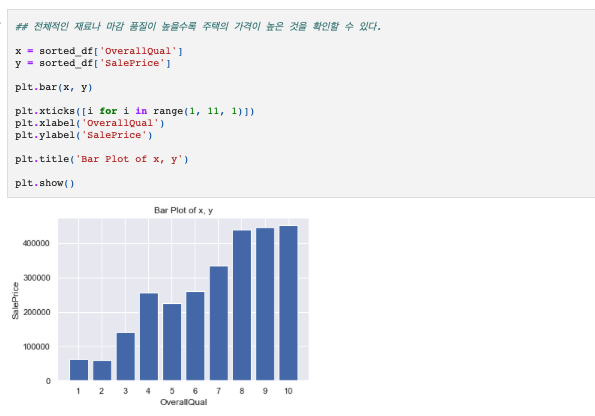 ## 전체적인 재료나 마감 품질이 높을수록 주택의 가격이 높은 것을 확인할 수 있다.
x = sorted_df['OverallQual']
y = sorted_df['SalePrice']
plt.bar(x, y)
plt.xticks([i for i in range(1, 11, 1)])
plt.xlabel('OverallQual')
plt.ylabel('SalePrice')
plt.title('Bar Plot of x, y')
plt.show()
Bar Plot of x, y
400000
300000
200000
100000
0
SalePrice
1 2 3 4 5 6 7 8 9 10
OverallQual